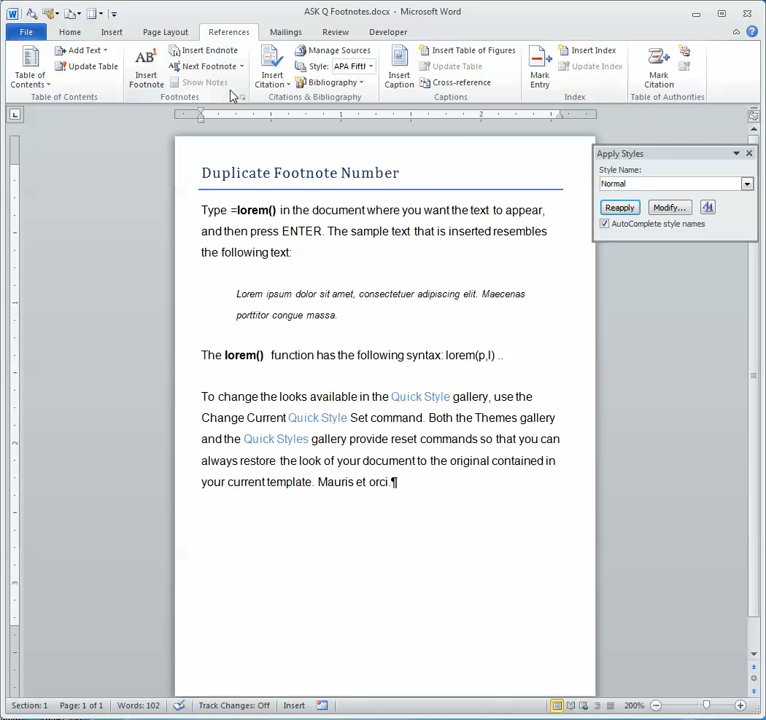 ASK Q Footnotes.docx - Microsoft Word
File Home Insert Page Layout References Mailings Review Developer
Table of Contents
Add Text
Update Table
Table of Contents
AB1
Insert Footnote
Insert Endnote
Next Footnote
Show Notes
Footnotes
Insert Citation
Manage Sources
Style: APA Fift
Bibliography
Citations & Bibliography
Insert Caption
Insert Table of Figures
Update Table
Cross-reference
Captions
Mark Entry
Insert Index
Update Index
Index
Mark Citation
Table of Authorities
Duplicate Footnote Number
Type =lorem() in the document where you want the text to appear,
and then press ENTER. The sample text that is inserted resembles
the following text:
Lorem ipsum dolor sit amet, consectetuer adipiscing elit. Maecenas
porttitor congue massa.
The lorem() function has the following syntax: lorem(p,l) ..
To change the looks available in the Quick Style gallery, use the
Change Current Quick Style Set command. Both the Themes gallery
and the Quick Styles gallery provide reset commands so that you can
always restore the look of your document to the original contained in
your current template. Mauris et orci.¶
Apply Styles
Style Name:
Normal
Reapply Modify...
AutoComplete style names
Section: 1 Page: 1 of 1 Words: 102 Track Changes: Off Insert 200%